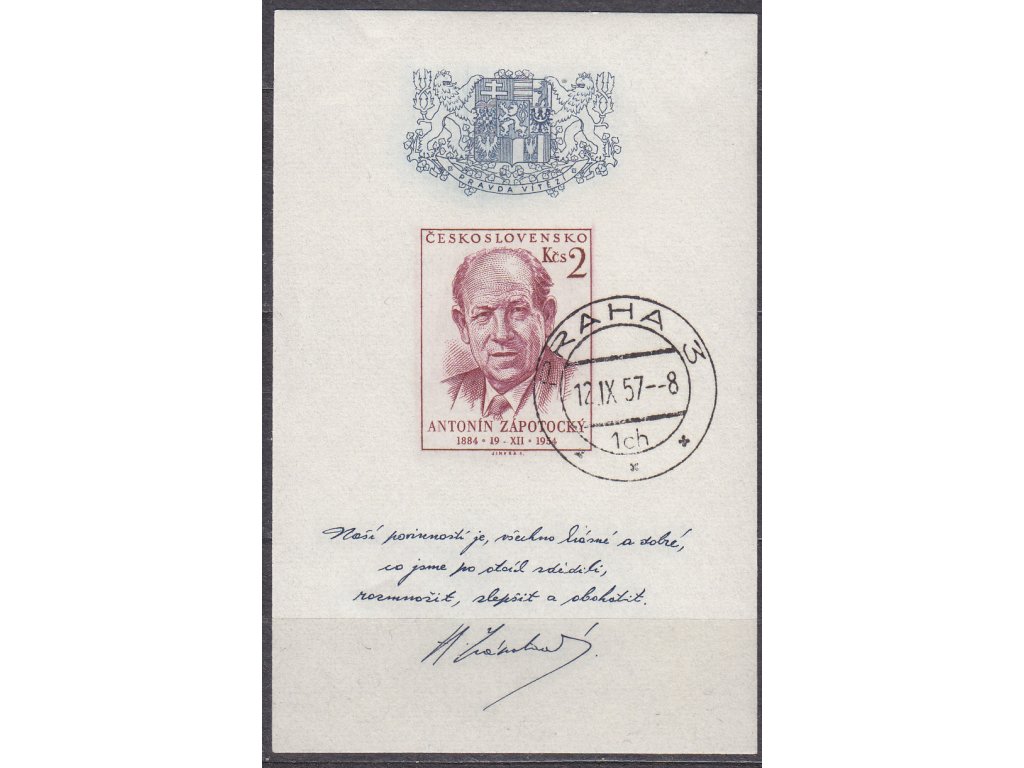 PRAVDA VÍTĚZÍ
ČESKOSLOVENSKO
Kčs 2
ANTONÍN ZÁPOTOCKÝ
1884 • 19 - XII • 1954
PRAHA 3
12.IX 57--8
1ch
Naší povinností je, všechno krásné a dobré,
co jsme po otcích zdědili,
rozmnožit, zlepšit a obohatit.